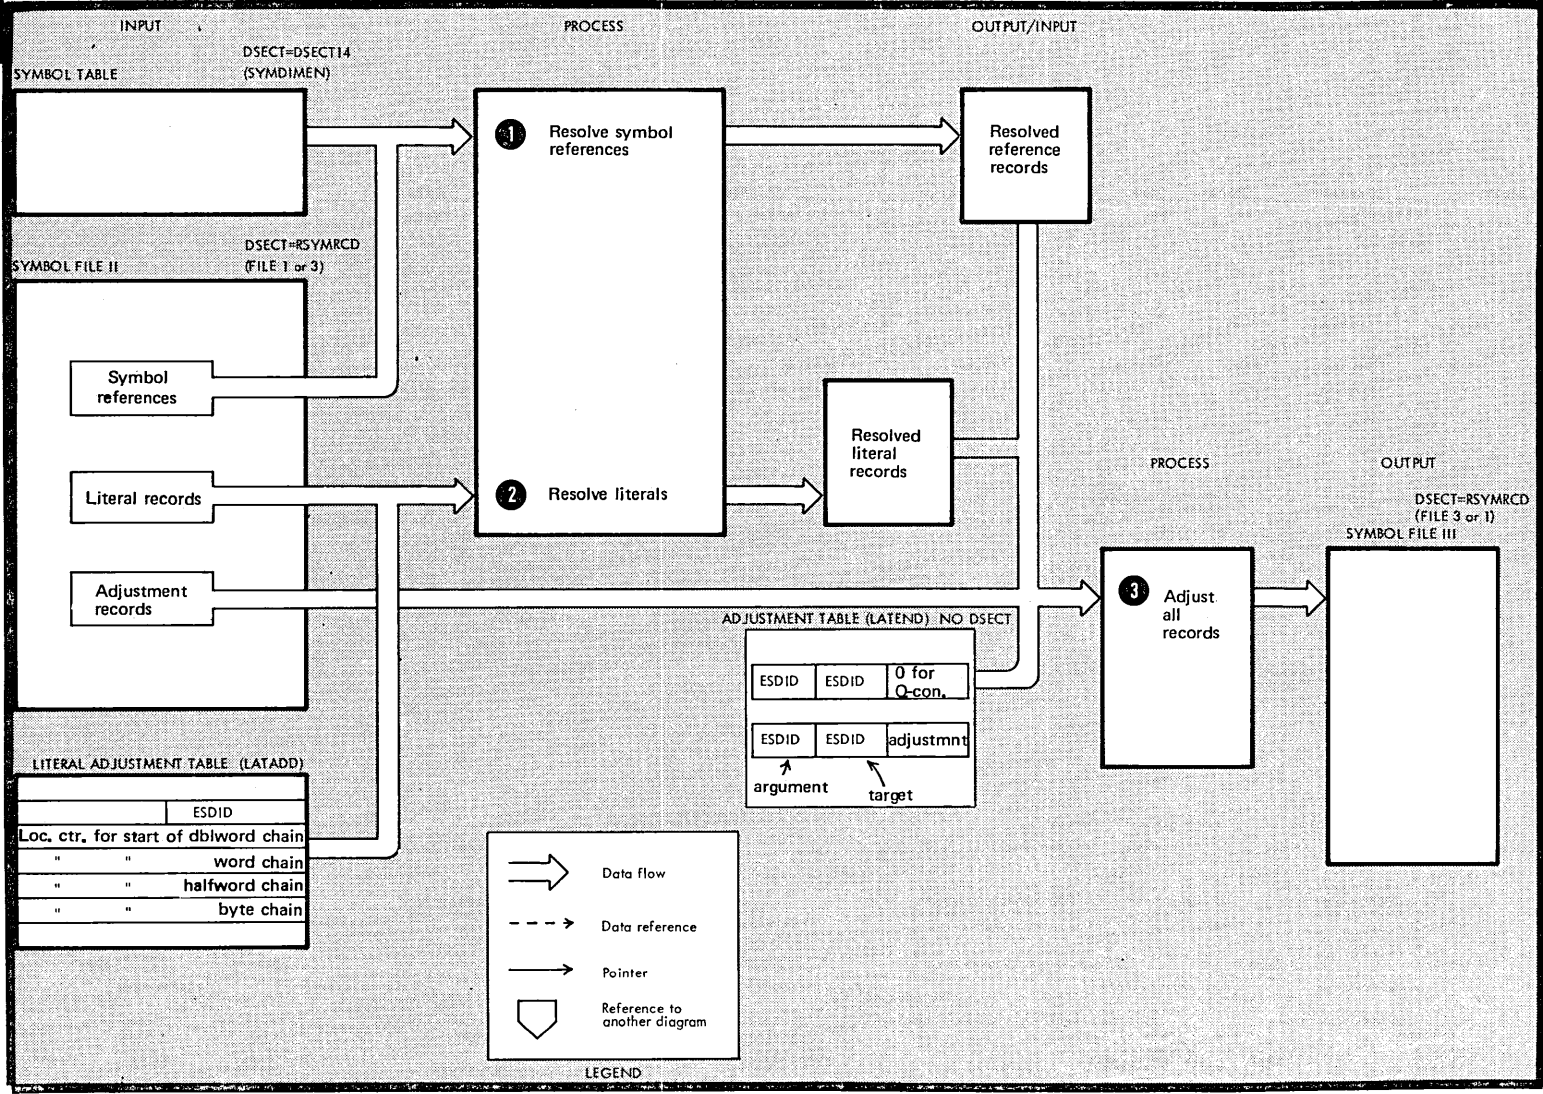 INPUT
PROCESS
OUTPUT/INPUT
DSECT=DSECT14
SYMBOL TABLE
(SYMDIMEN)
1
Resolve symbol
references
Resolved
reference
records
DSECT=RSYMRCD
SYMBOL FILE II
(FILE 1 or 3)
Symbol
references
Literal records
Adjustment
records
2
Resolve literals
Resolved
literal
records
PROCESS
OUTPUT
DSECT=RSYMRCD
(FILE 3 or 1)
SYMBOL FILE III
3
Adjust
all
records
ADJUSTMENT TABLE (LATEND) NO DSECT
ESDID ESDID 0 for
Q-con.
ESDID ESDID adjustmnt
argument
target
LITERAL ADJUSTMENT TABLE (LATADD)
ESDID
Loc. ctr. for start of dblword chain
" " word chain
" " halfword chain
" " byte chain
Data flow
Data reference
Pointer
Reference to
another diagram
LEGEND